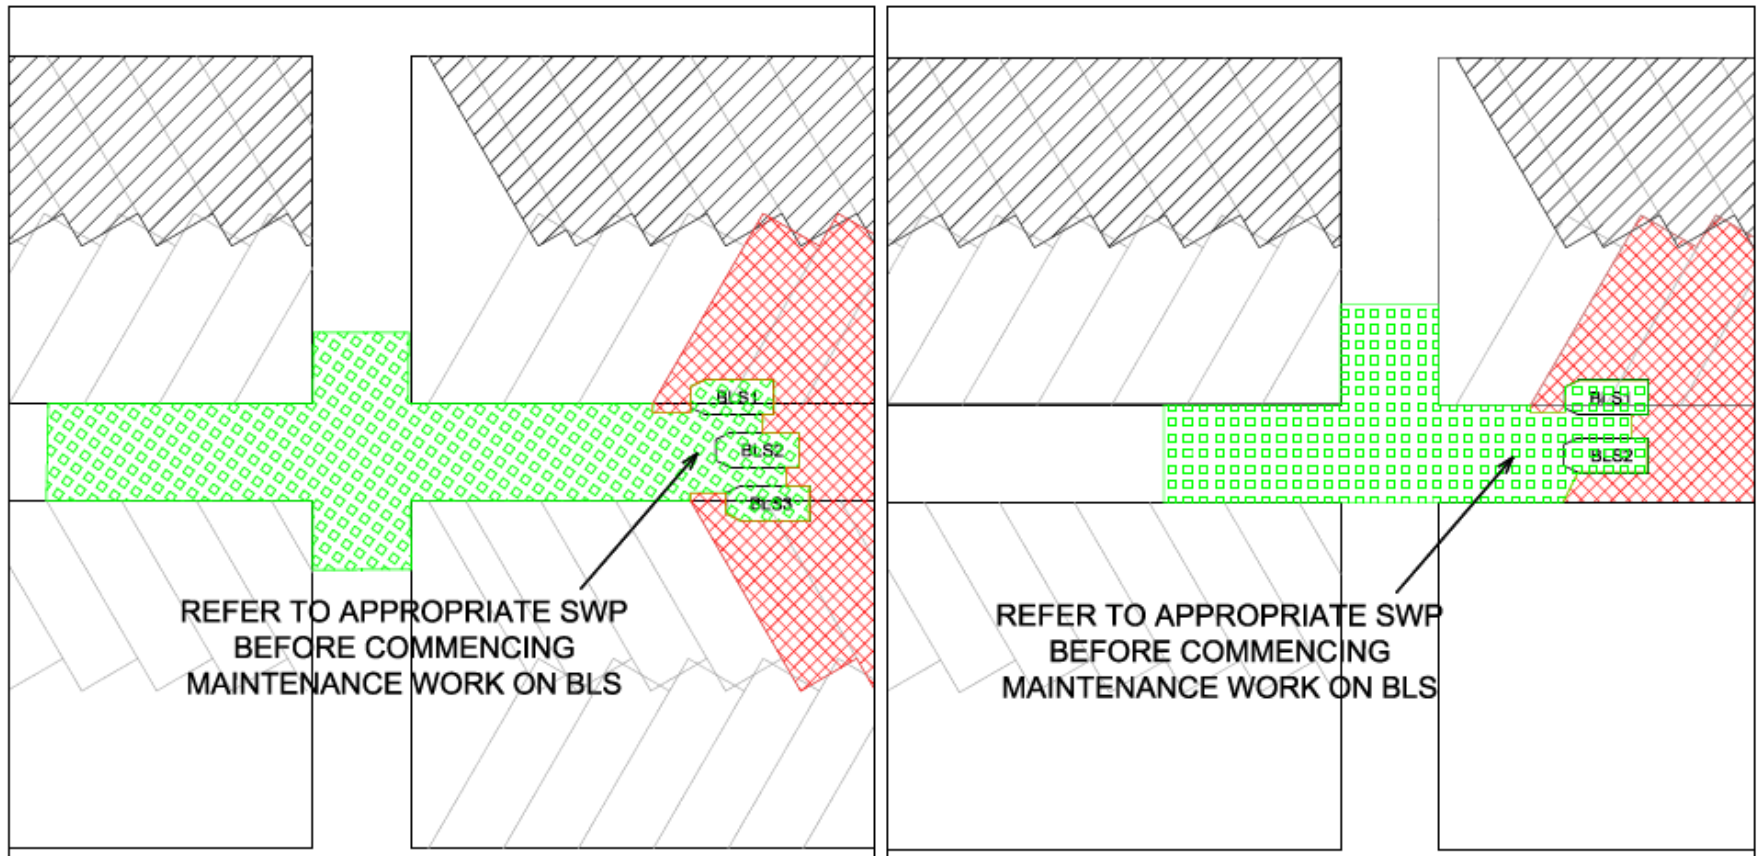 BLS1
BLS2
BLS3
REFER TO APPROPRIATE SWP
BEFORE COMMENCING
MAINTENANCE WORK ON BLS
BLS1
BLS2
REFER TO APPROPRIATE SWP
BEFORE COMMENCING
MAINTENANCE WORK ON BLS